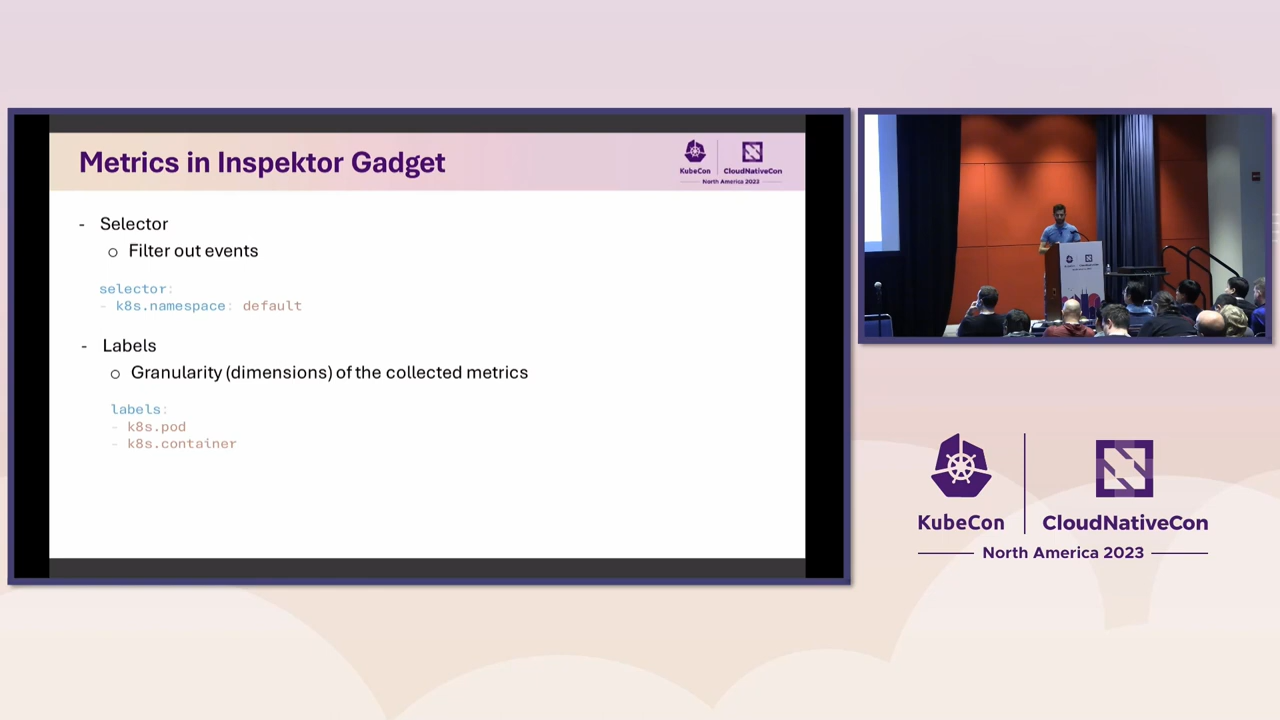 Metrics in Inspektor Gadget
KubeCon
CloudNativeCon
North America 2023
- Selector
o Filter out events
selector:
- k8s.namespace: default
- Labels
o Granularity (dimensions) of the collected metrics
labels:
- k8s.pod
- k8s.container
KubeCon
CloudNativeCon
North America 2023